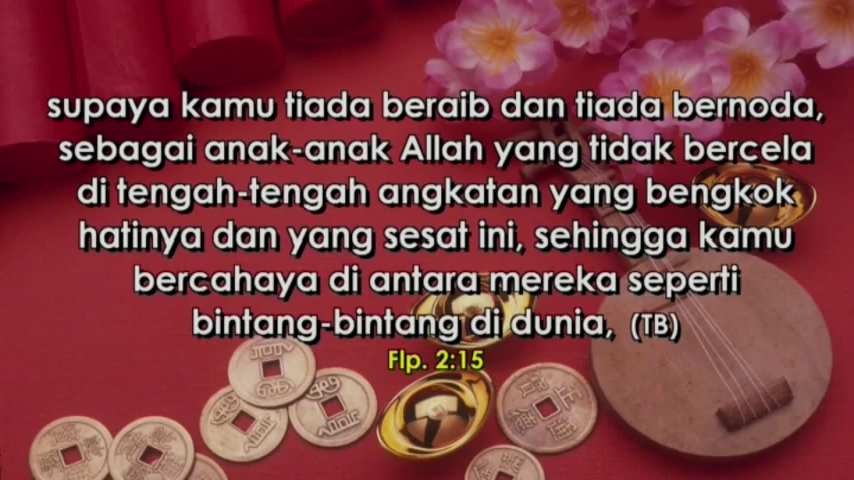 supaya kamu tiada beraib dan tiada bernoda,
sebagai anak-anak Allah yang tidak bercela
di tengah-tengah angkatan yang bengkok
hatinya dan yang sesat ini, sehingga kamu
bercahaya di antara mereka seperti
bintang-bintang di dunia, (TB)
Flp. 2:15